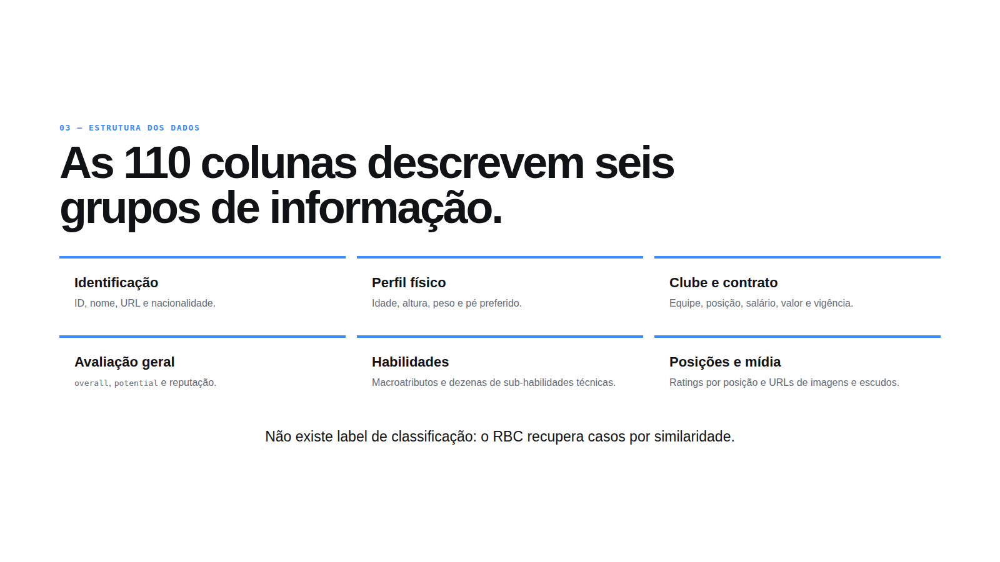 03 — ESTRUTURA DOS DADOS
As 110 colunas descrevem seis
grupos de informação.
Identificação
ID, nome, URL e nacionalidade.
Perfil físico
Idade, altura, peso e pé preferido.
Clube e contrato
Equipe, posição, salário, valor e vigência.
Avaliação geral
overall, potential e reputação.
Habilidades
Macroatributos e dezenas de sub-habilidades técnicas.
Posições e mídia
Ratings por posição e URLs de imagens e escudos.
Não existe label de classificação: o RBC recupera casos por similaridade.